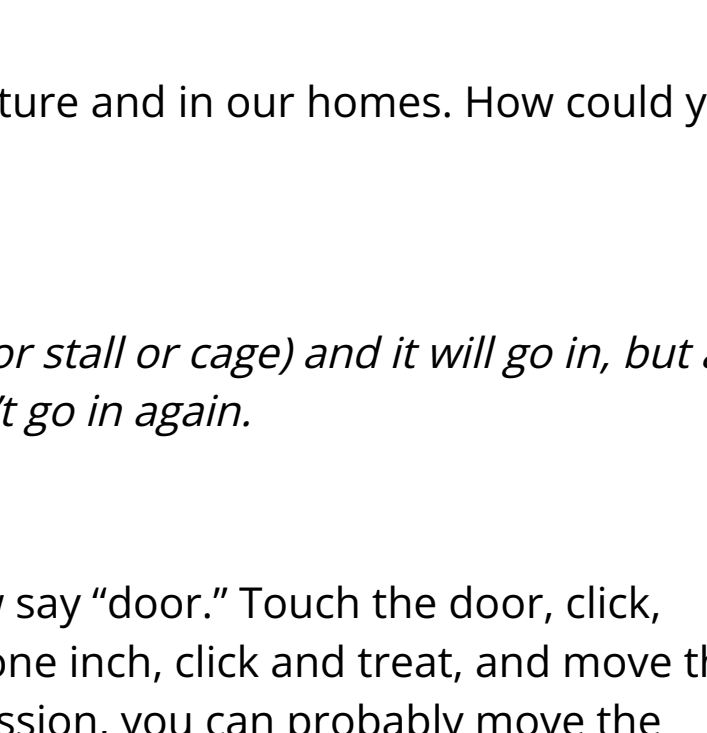 ture and in our homes. How could y
or stall or cage) and it will go in, but a
't go in again.
say “door.” Touch the door, click,
one inch, click and treat, and move th
ssion, you can probably move the